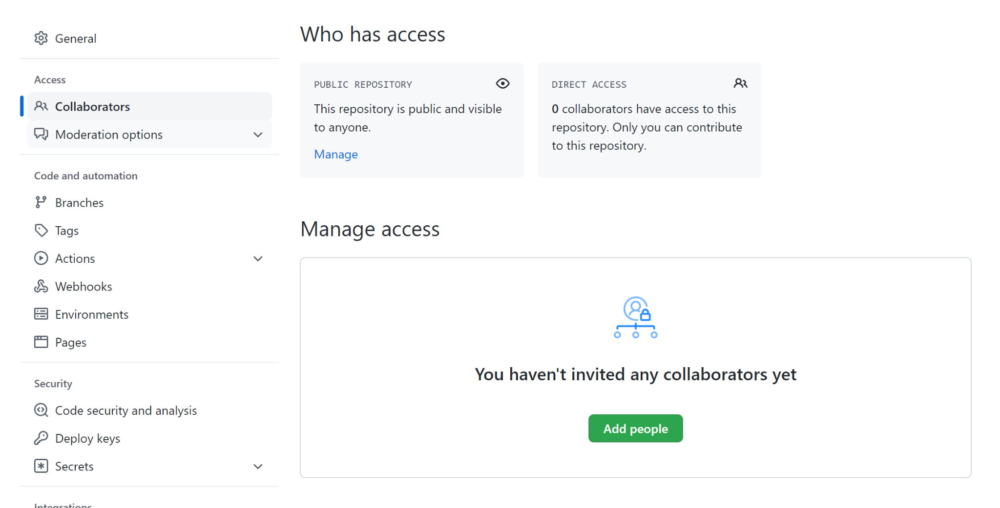 General
Access
Collaborators
Moderation options
Code and automation
Branches
Tags
Actions
Webhooks
Environments
Pages
Security
Code security and analysis
Deploy keys
Secrets
Integrations
Who has access
PUBLIC REPOSITORY
This repository is public and visible
to anyone.
Manage
DIRECT ACCESS
0 collaborators have access to this
repository. Only you can contribute
to this repository.
Manage access
You haven't invited any collaborators yet
Add people